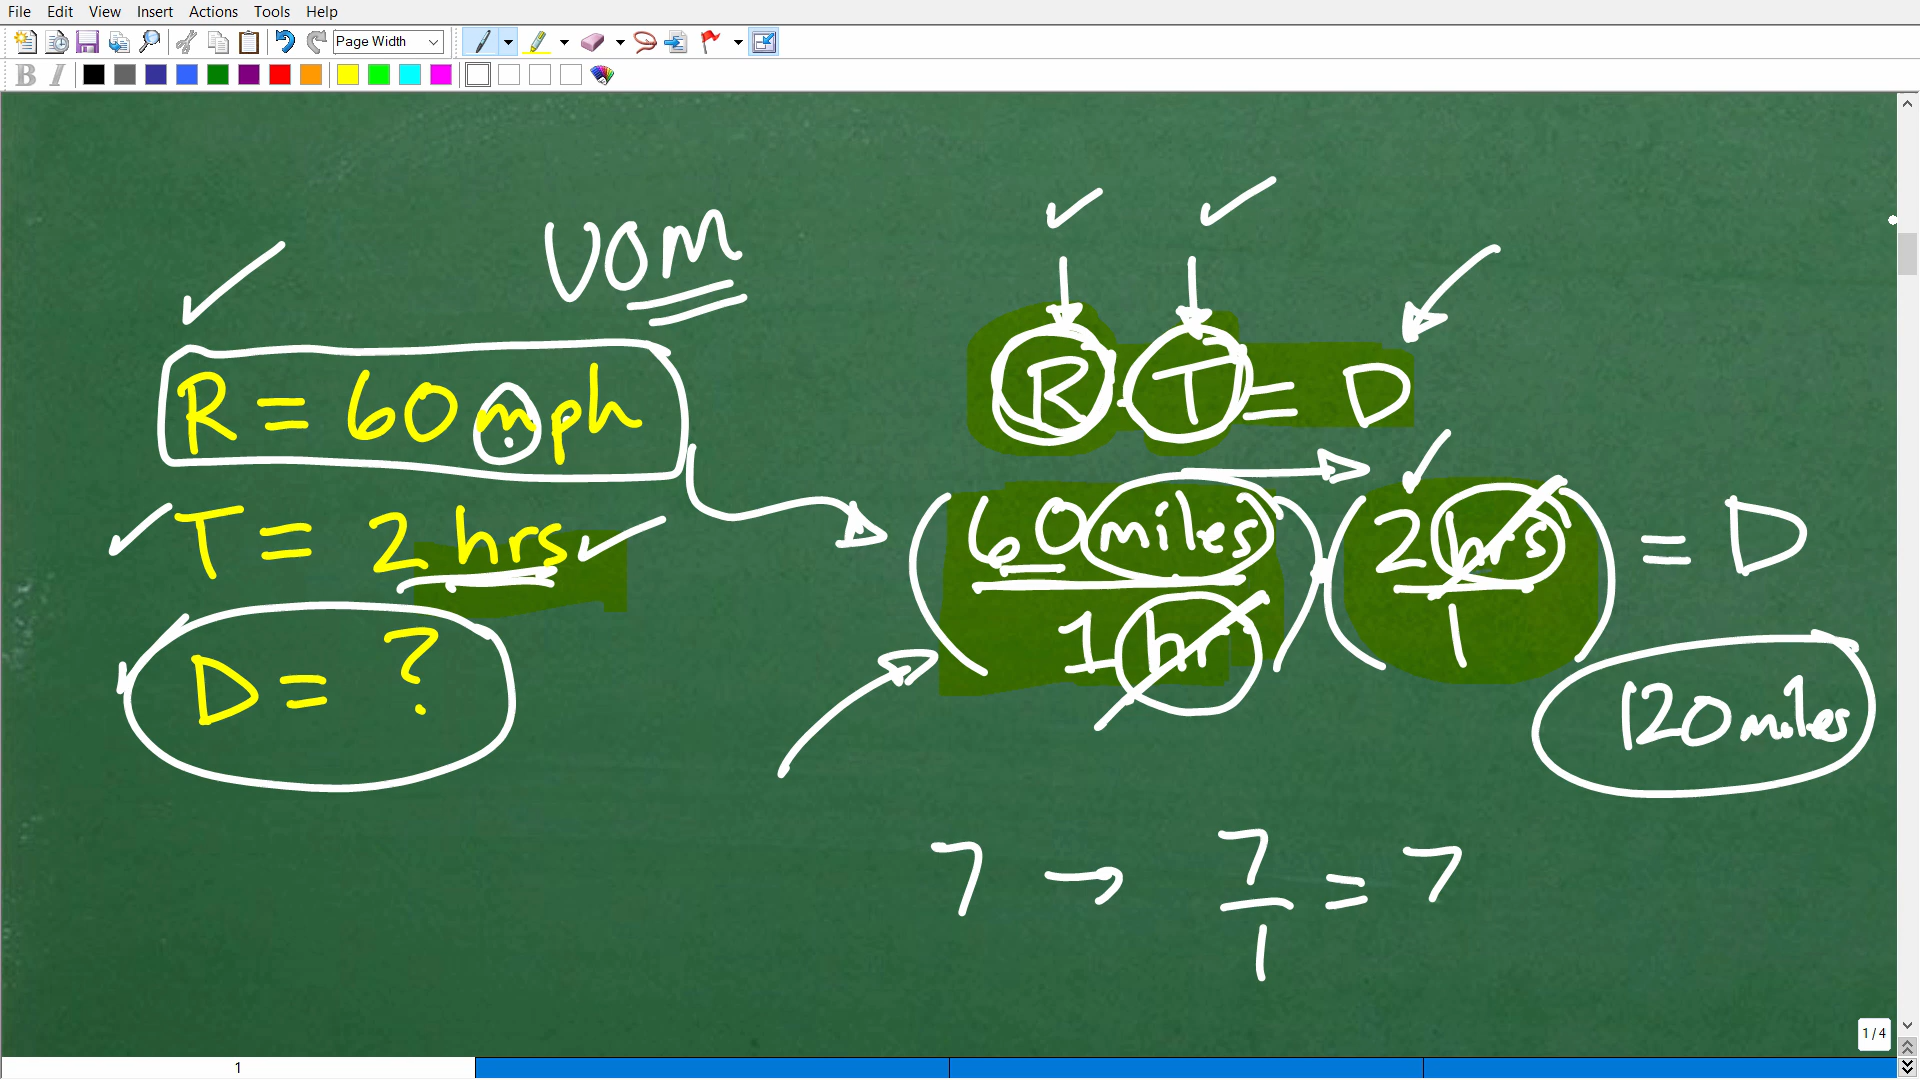 File Edit View Insert Actions Tools Help
Page Width
B I
UOM
R = 60 mph
T = 2 hrs
D = ?
R · T = D
(60 miles / 1 hr) (2 hrs / 1) = D
120 miles
7 → 7/1 = 7
1 / 4
1